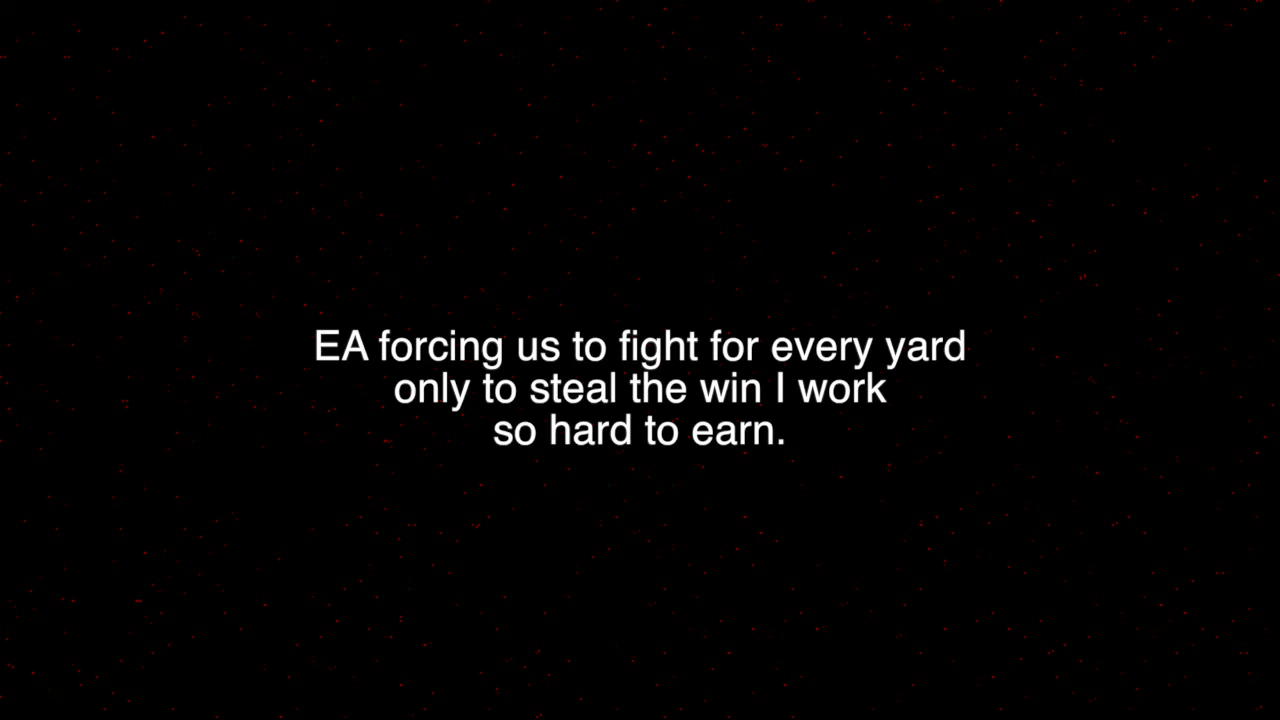 EA forcing us to fight for every yard
only to steal the win I work
so hard to earn.